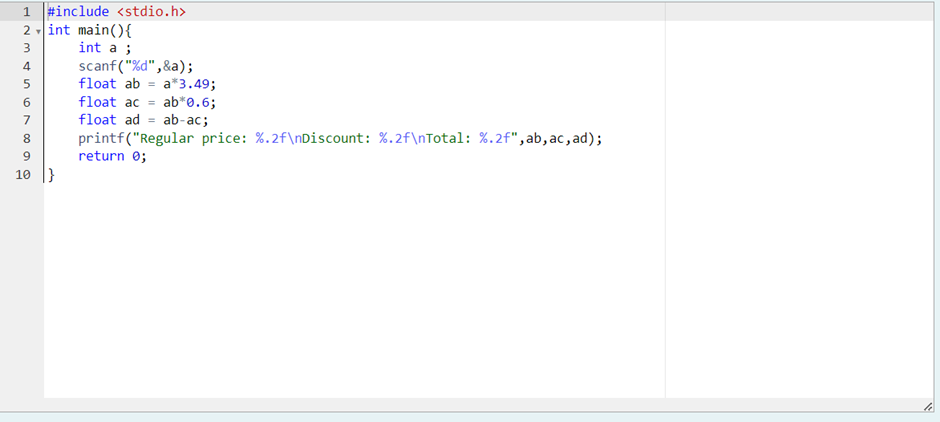 1 #include <stdio.h>
2 int main(){
3     int a ;
4     scanf("%d",&a);
5     float ab = a*3.49;
6     float ac = ab*0.6;
7     float ad = ab-ac;
8     printf("Regular price: %.2f\nDiscount: %.2f\nTotal: %.2f",ab,ac,ad);
9     return 0;
10 }